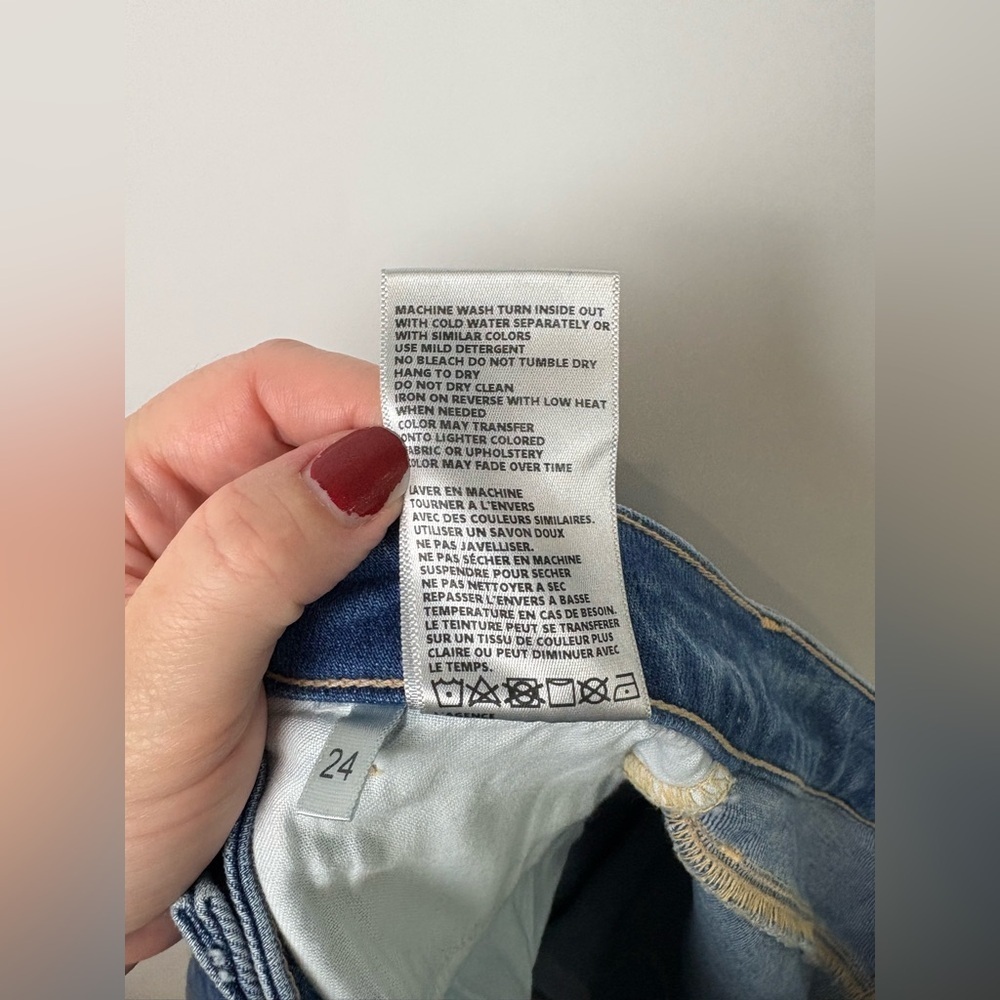 MACHINE WASH TURN INSIDE OUT
WITH COLD WATER SEPARATELY OR
WITH SIMILAR COLORS
USE MILD DETERGENT
NO BLEACH DO NOT TUMBLE DRY
HANG TO DRY
DO NOT DRY CLEAN
IRON ON REVERSE WITH LOW HEAT
WHEN NEEDED
COLOR MAY TRANSFER
ONTO LIGHTER COLORED
FABRIC OR UPHOLSTERY
COLOR MAY FADE OVER TIME
LAVER EN MACHINE
TOURNER A L'ENVERS
AVEC DES COULEURS SIMILAIRES.
UTILISER UN SAVON DOUX
NE PAS JAVELLISER.
NE PAS SÉCHER EN MACHINE
SUSPENDRE POUR SECHER
NE PAS NETTOYER A SEC
REPASSER L'ENVERS A BASSE
TEMPERATURE EN CAS DE BESOIN.
LE TEINTURE PEUT SE TRANSFERER
SUR UN TISSU DE COULEUR PLUS
CLAIRE OU PEUT DIMINUER AVEC
LE TEMPS.
L'AGENCE
24